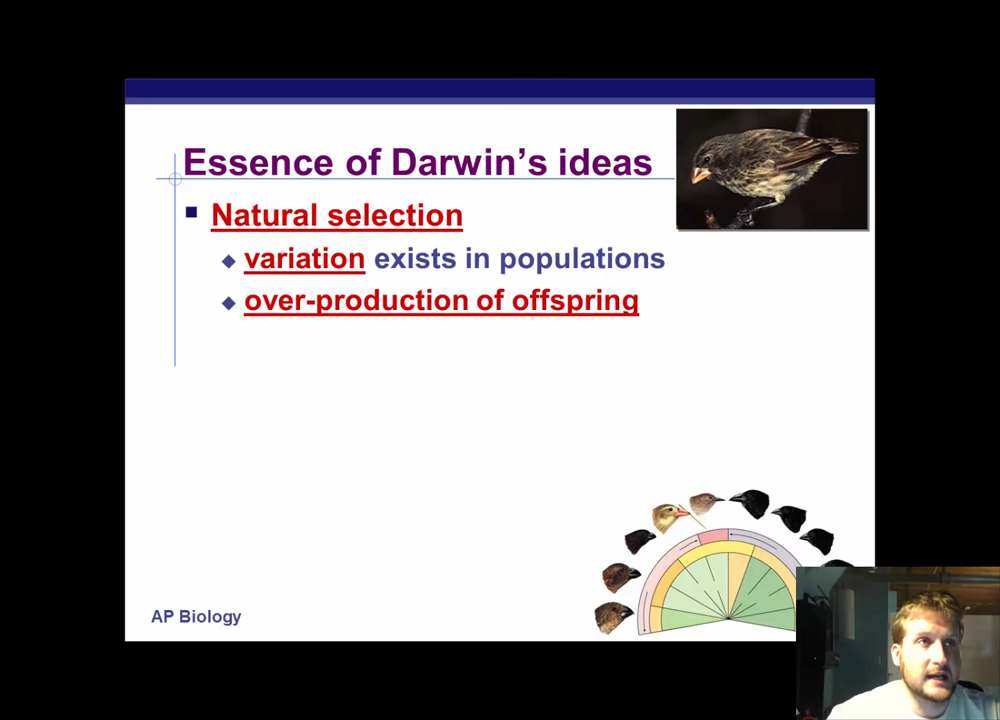 Essence of Darwin's ideas
Natural selection
variation exists in populations
over-production of offspring
AP Biology